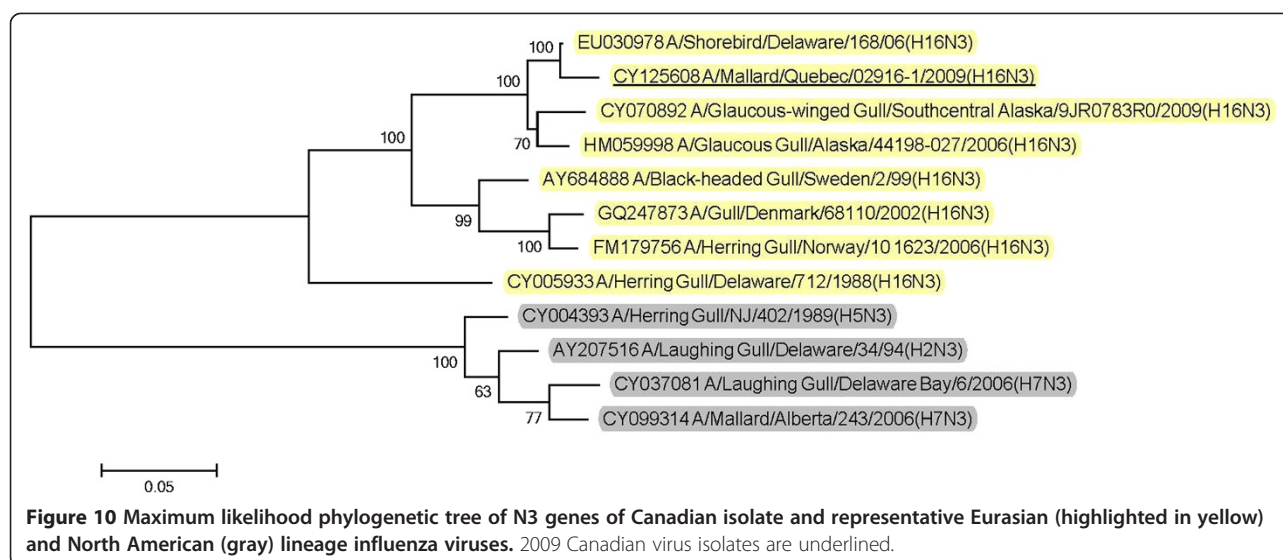 100
EU030978 A/Shorebird/Delaware/168/06(H16N3)
CY125608 A/Mallard/Quebec/02916-1/2009(H16N3)
100
CY070892 A/Glaucous-winged Gull/Southcentral Alaska/9JR0783R0/2009(H16N3)
100
70
HM059998 A/Glaucous Gull/Alaska/44198-027/2006(H16N3)
AY684888 A/Black-headed Gull/Sweden/2/99(H16N3)
99
GQ247873 A/Gull/Denmark/68110/2002(H16N3)
100
FM179756 A/Herring Gull/Norway/10 1623/2006(H16N3)
CY005933 A/Herring Gull/Delaware/712/1988(H16N3)
CY004393 A/Herring Gull/NJ/402/1989(H5N3)
100
AY207516 A/Laughing Gull/Delaware/34/94(H2N3)
63
CY037081 A/Laughing Gull/Delaware Bay/6/2006(H7N3)
77
CY099314 A/Mallard/Alberta/243/2006(H7N3)
0.05
Figure 10 Maximum likelihood phylogenetic tree of N3 genes of Canadian isolate and representative Eurasian (highlighted in yellow)
and North American (gray) lineage influenza viruses. 2009 Canadian virus isolates are underlined.